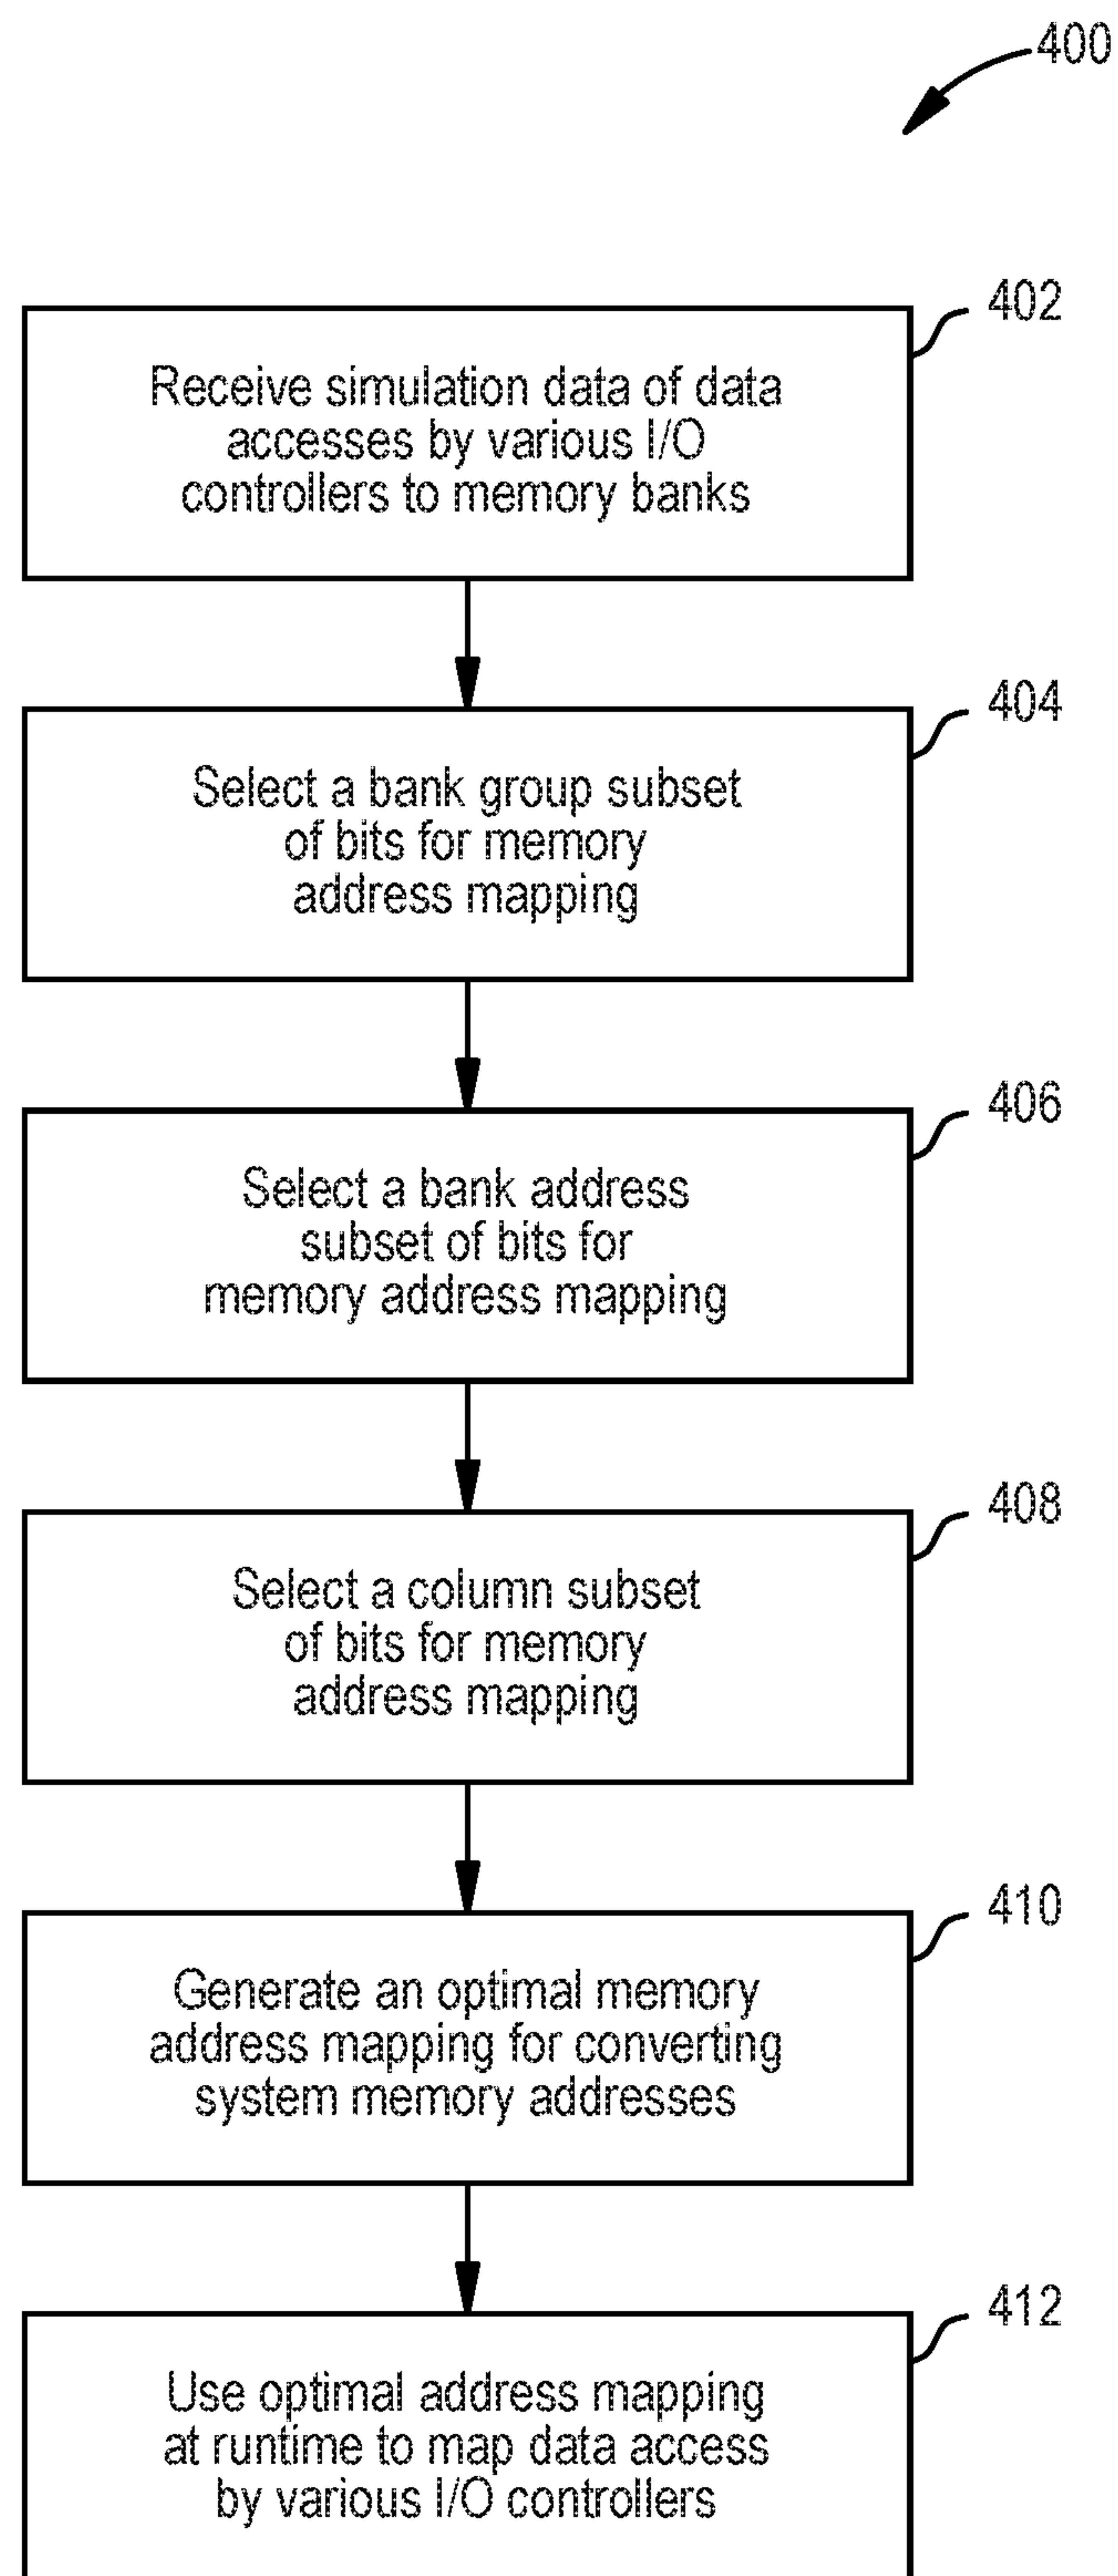 400
402
Receive simulation data of data
accesses by various I/O
controllers to memory banks
404
Select a bank group subset
of bits for memory
address mapping
406
Select a bank address
subset of bits for
memory address mapping
408
Select a column subset
of bits for memory
address mapping
410
Generate an optimal memory
address mapping for converting
system memory addresses
412
Use optimal address mapping
at runtime to map data access
by various I/O controllers